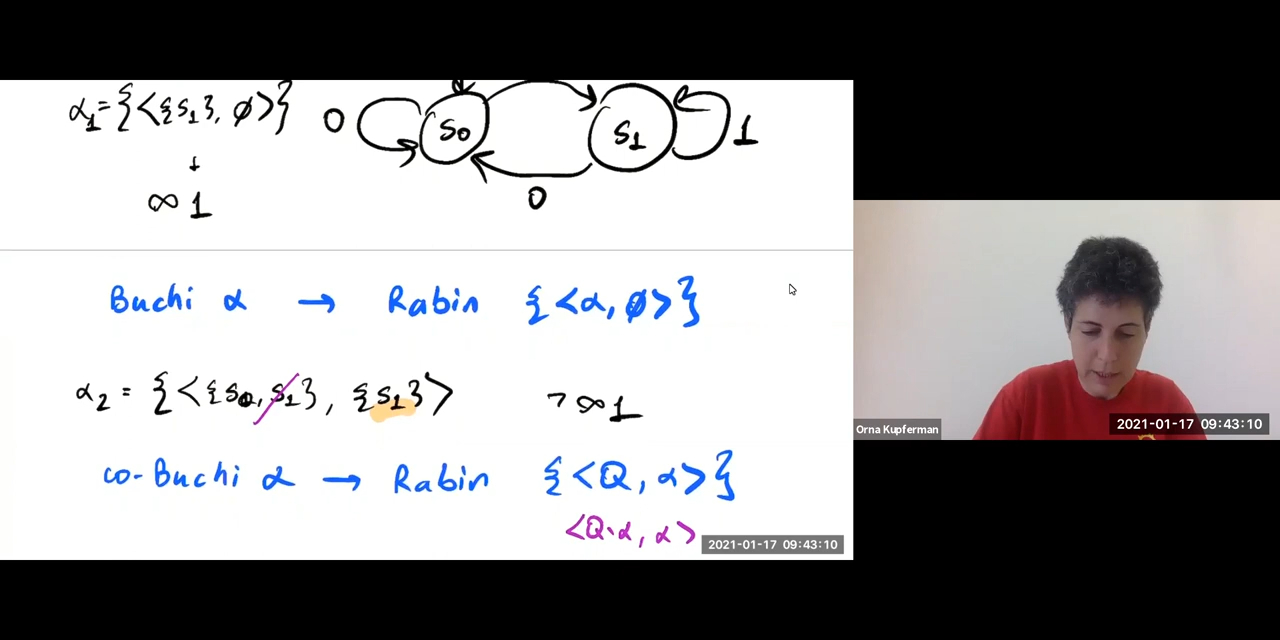 α₁ = {<{s₁}, φ>}
0 s₀ s₁ 1
↓
∞ 1
0
Buchi α → Rabin {<α, φ>}
α₂ = {<{s₀, s₁}, {s₁}> ¬ ∞ 1
co-Buchi α → Rabin {<Q, α>}
<Q\α, α>
2021-01-17 09:43:10
Orna Kupferman
2021-01-17 09:43:10